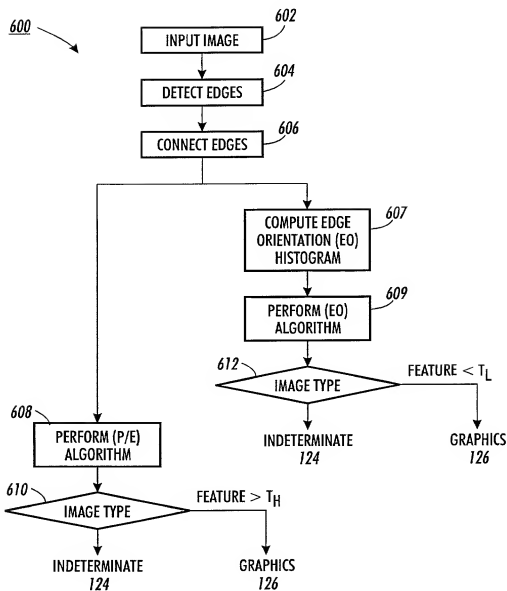 600
INPUT IMAGE
602
DETECT EDGES
604
CONNECT EDGES
606
COMPUTE EDGE
ORIENTATION (EO)
HISTOGRAM
607
PERFORM (EO)
ALGORITHM
609
612
IMAGE TYPE
FEATURE < TL
INDETERMINATE
124
GRAPHICS
126
608
PERFORM (P/E)
ALGORITHM
610
IMAGE TYPE
FEATURE > TH
INDETERMINATE
124
GRAPHICS
126